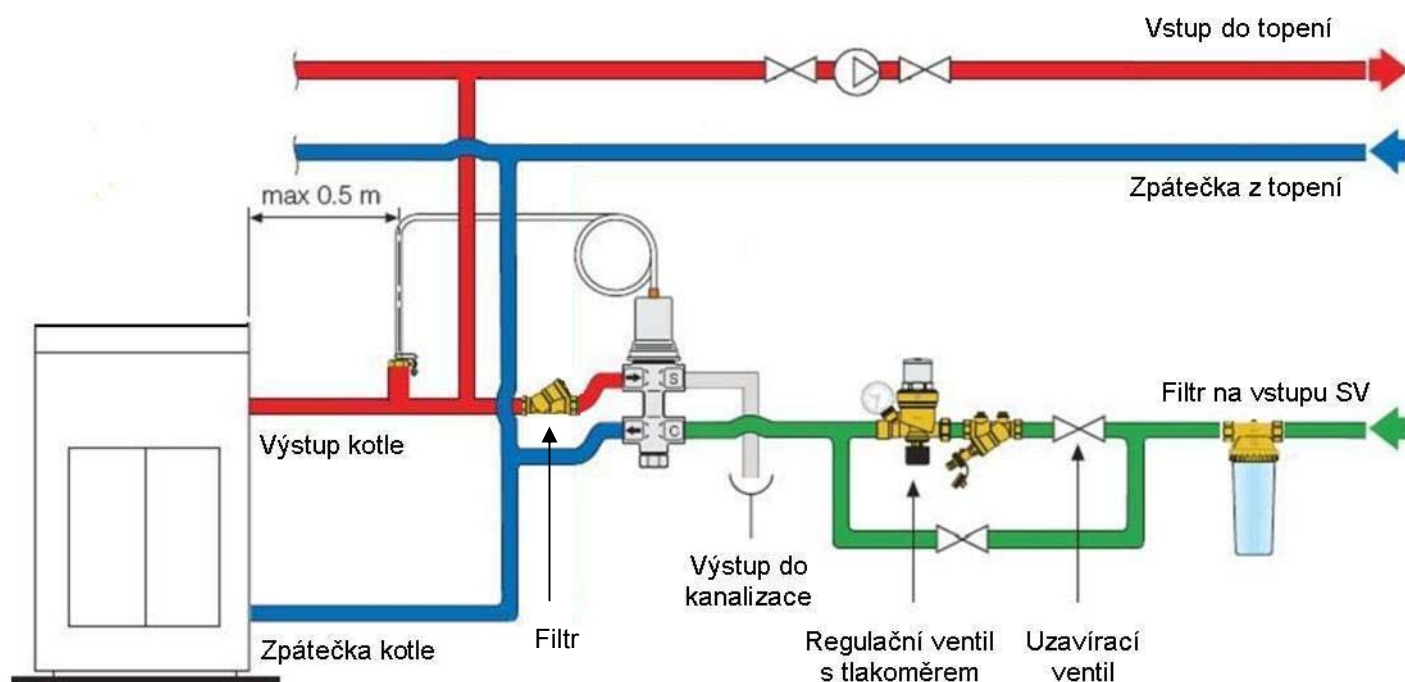 Vstup do topení
Zpátečka z topení
max 0.5 m
S
C
Filtr na vstupu SV
Výstup kotle
Výstup do
kanalizace
Zpátečka kotle
Filtr
Regulační ventil
s tlakoměrem
Uzavírací
ventil